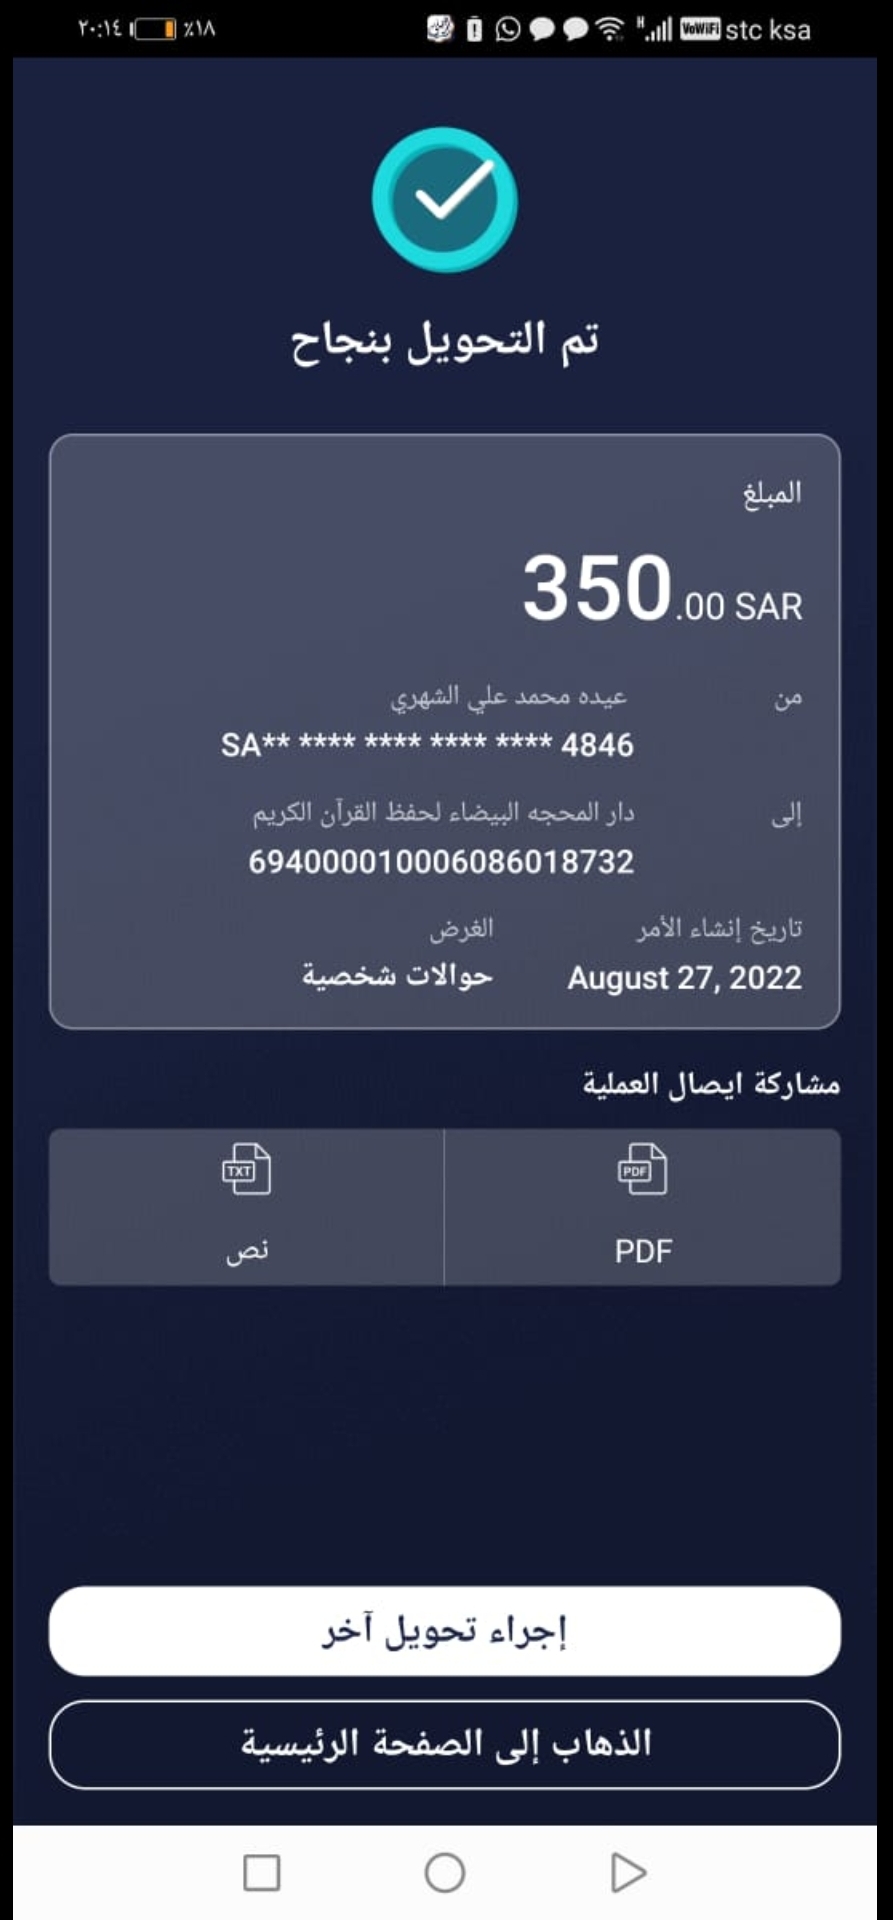 ٢٠:١٤ ٪١٨ H VoWiFi stc ksa
تم التحويل بنجاح
المبلغ
350.00 SAR
من عيده محمد علي الشهري
SA** **** **** **** **** 4846
إلى دار المحجه البيضاء لحفظ القرآن الكريم
694000010006086018732
تاريخ إنشاء الأمر الغرض
August 27, 2022 حوالات شخصية
مشاركة ايصال العملية
PDF TXT
PDF نص
إجراء تحويل آخر
الذهاب إلى الصفحة الرئيسية